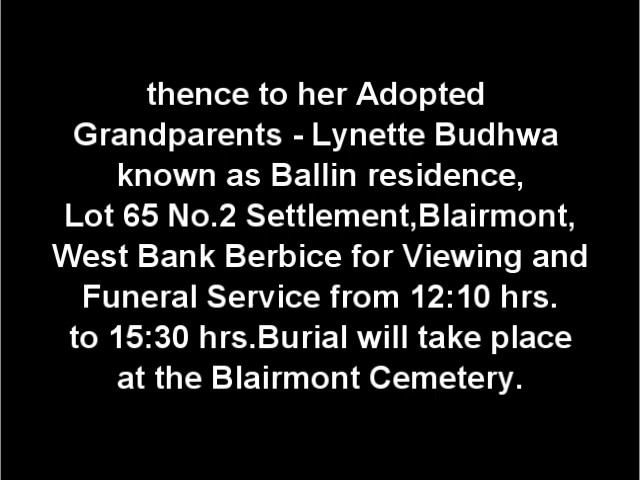 thence to her Adopted
Grandparents - Lynette Budhwa
known as Ballin residence,
Lot 65 No.2 Settlement,Blairmont,
West Bank Berbice for Viewing and
Funeral Service from 12:10 hrs.
to 15:30 hrs.Burial will take place
at the Blairmont Cemetery.